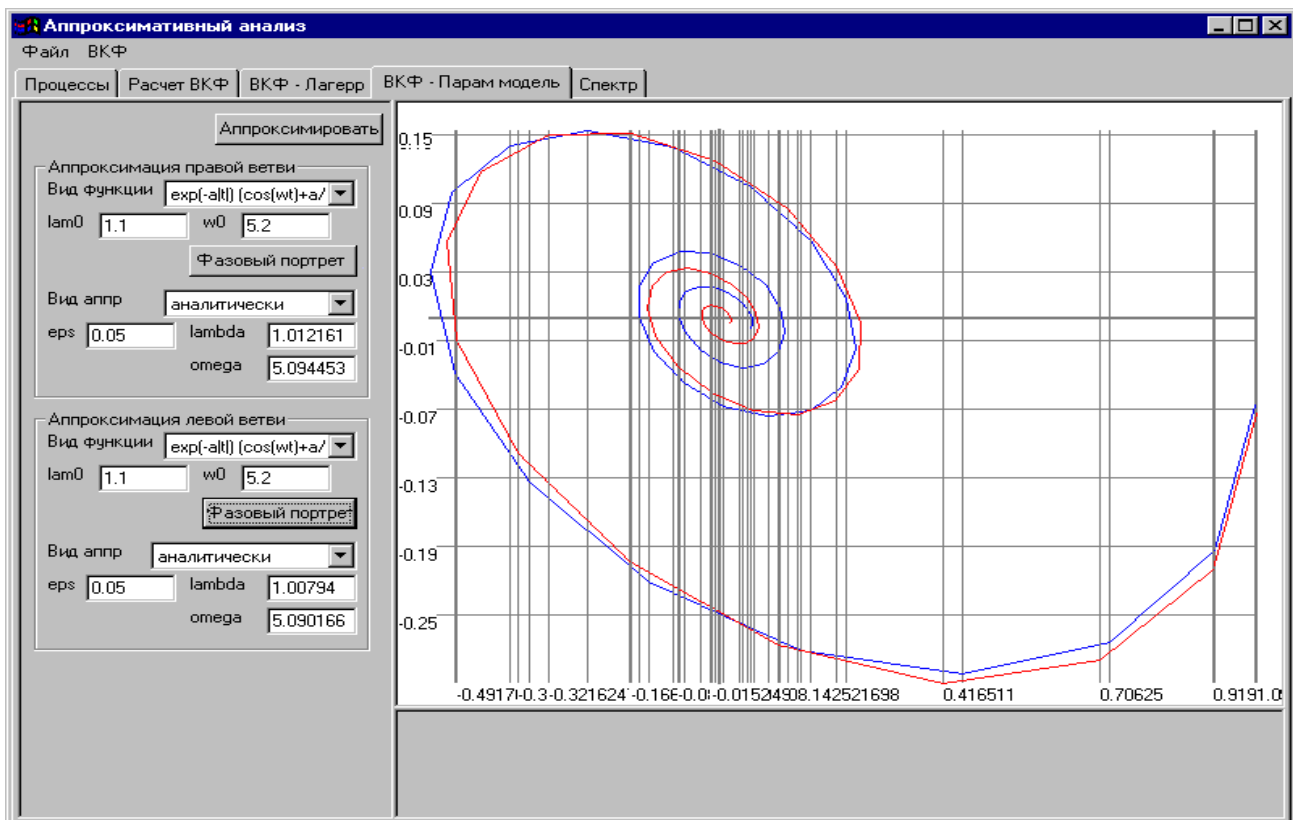 Аппроксимативный анализ
Файл ВКФ
Процессы Расчет ВКФ ВКФ - Лагерр ВКФ - Парам модель Спектр
Аппроксимировать
Аппроксимация правой ветви
Вид функции exp(-a|t|) (cos(wt)+a/
lam0 1.1 w0 5.2
Фазовый портрет
Вид аппр аналитически
eps 0.05 lambda 1.012161
omega 5.094453
Аппроксимация левой ветви
Вид функции exp(-a|t|) (cos(wt)+a/
lam0 1.1 w0 5.2
Фазовый портрет
Вид аппр аналитически
eps 0.05 lambda 1.00794
omega 5.090166
0.15
0.09
0.03
-0.01
-0.07
-0.13
-0.19
-0.25
0.416511 0.70625